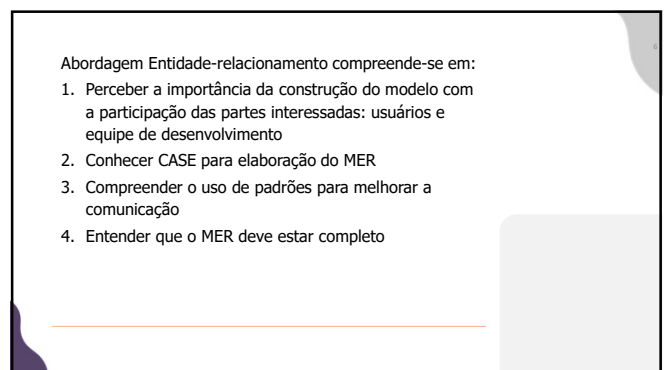 6
Abordagem Entidade-relacionamento compreende-se em:
1. Perceber a importância da construção do modelo com
a participação das partes interessadas: usuários e
equipe de desenvolvimento
2. Conhecer CASE para elaboração do MER
3. Compreender o uso de padrões para melhorar a
comunicação
4. Entender que o MER deve estar completo